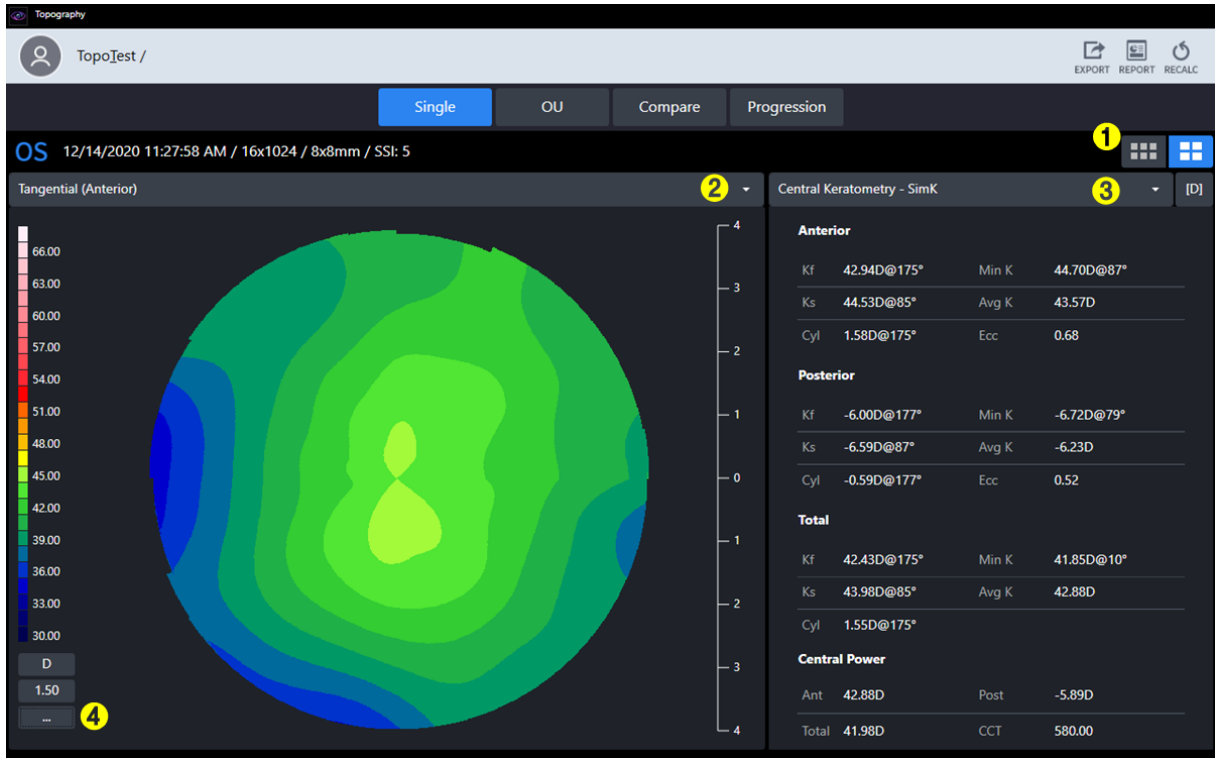 Topography
TopoTest /
EXPORT REPORT RECALC
Single OU Compare Progression
OS 12/14/2020 11:27:58 AM / 16x1024 / 8x8mm / SSI: 5
1
Tangential (Anterior)
2
Central Keratometry - SimK
3
[D]
66.00
63.00
60.00
57.00
54.00
51.00
48.00
45.00
42.00
39.00
36.00
33.00
30.00
D
1.50
...
4
4
3
2
1
0
1
2
3
4
Anterior
Kf 42.94D@175° Min K 44.70D@87°
Ks 44.53D@85° Avg K 43.57D
Cyl 1.58D@175° Ecc 0.68
Posterior
Kf -6.00D@177° Min K -6.72D@79°
Ks -6.59D@87° Avg K -6.23D
Cyl -0.59D@177° Ecc 0.52
Total
Kf 42.43D@175° Min K 41.85D@10°
Ks 43.98D@85° Avg K 42.88D
Cyl 1.55D@175°
Central Power
Ant 42.88D Post -5.89D
Total 41.98D CCT 580.00